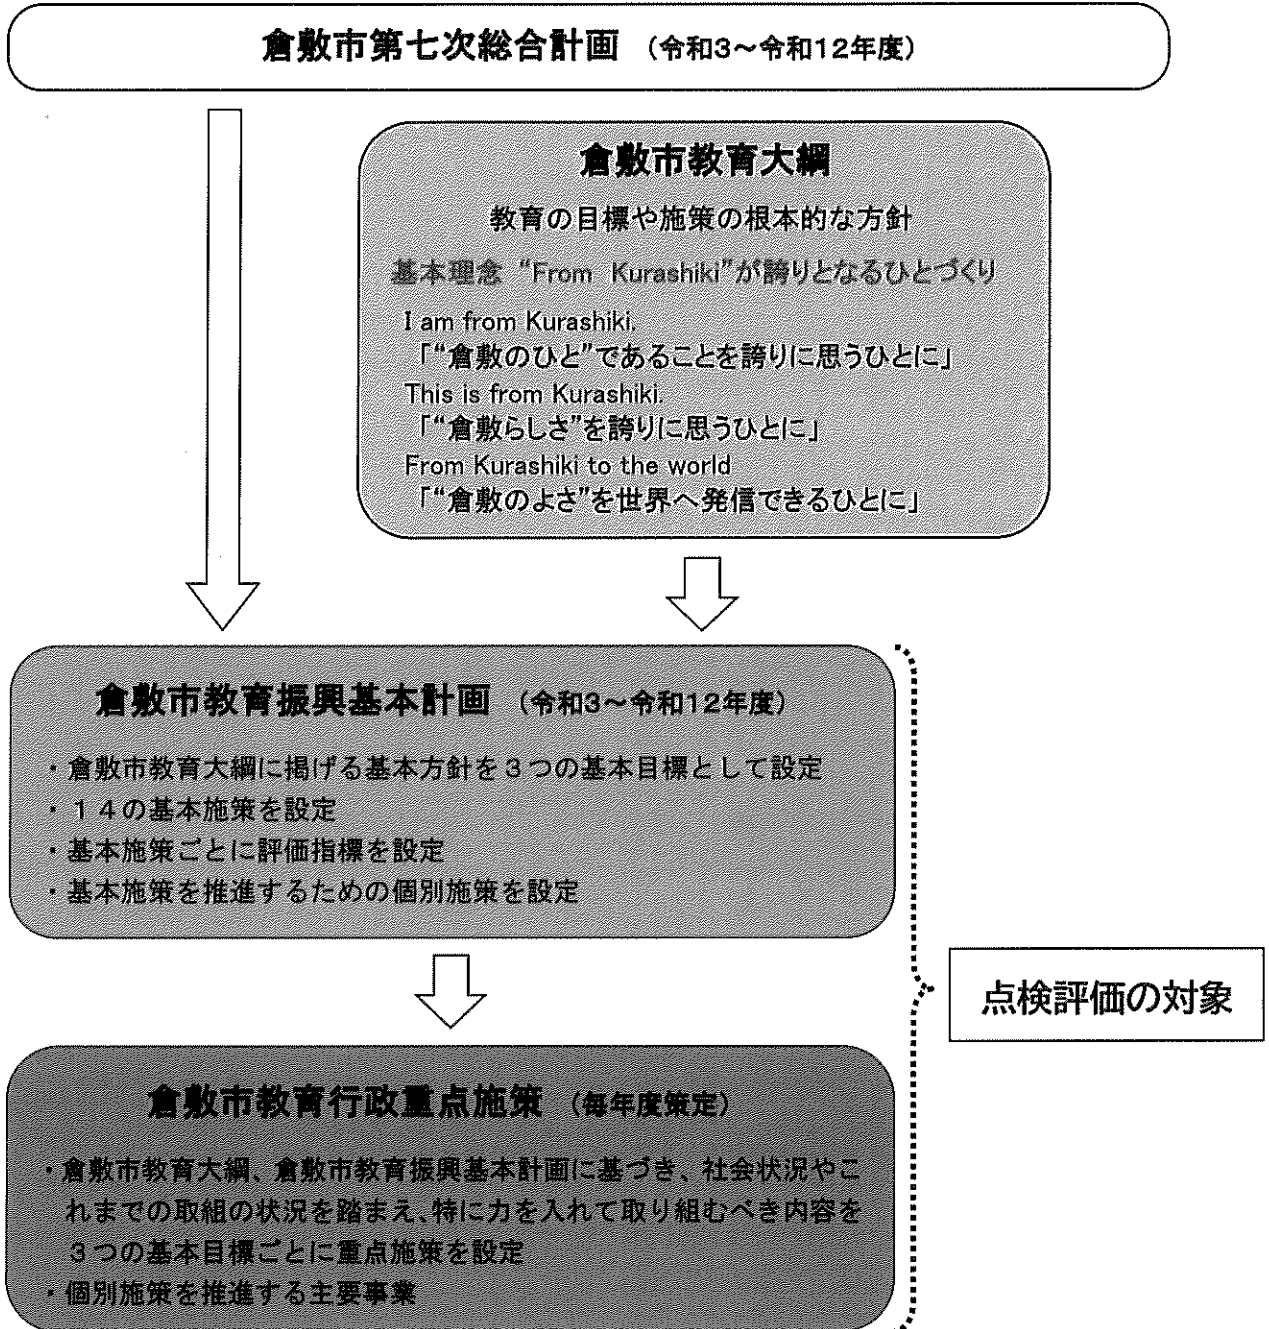 倉敷市第七次総合計画 （令和3～令和12年度）
倉敷市教育大綱
教育の目標や施策の根本的な方針
基本理念 “From Kurashiki”が誇りとなるひとづくり
I am from Kurashiki.
「“倉敷のひと”であることを誇りに思うひとに」
This is from Kurashiki.
「“倉敷らしさ”を誇りに思うひとに」
From Kurashiki to the world
「“倉敷のよさ”を世界へ発信できるひとに」
倉敷市教育振興基本計画 （令和3～令和12年度）
・倉敷市教育大綱に掲げる基本方針を３つの基本目標として設定
・１４の基本施策を設定
・基本施策ごとに評価指標を設定
・基本施策を推進するための個別施策を設定
点検評価の対象
倉敷市教育行政重点施策 （毎年度策定）
・倉敷市教育大綱、倉敷市教育振興基本計画に基づき、社会状況やこ
れまでの取組の状況を踏まえ、特に力を入れて取り組むべき内容を
３つの基本目標ごとに重点施策を設定
・個別施策を推進する主要事業